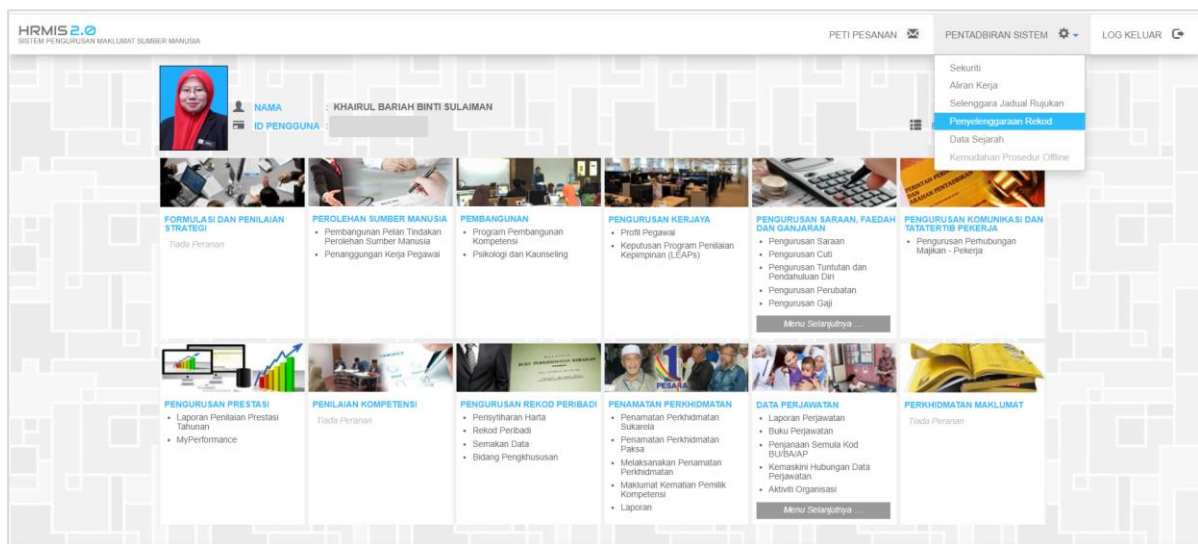 HRMIS 2.0
SISTEM PENGURUSAN MAKLUMAT SUMBER MANUSIA
PETI PESANAN
PENTADBIRAN SISTEM
LOG KELUAR
Sekuriti
Aliran Kerja
Selenggara Jadual Rujukan
Penyelenggaraan Rekod
Data Sejarah
Kemudahan Prosedur Offline
NAMA : KHAIRUL BARIAH BINTI SULAIMAN
ID PENGGUNA :
FORMULASI DAN PENILAIAN
STRATEGI
Tiada Peranan
PEROLEHAN SUMBER MANUSIA
• Pembangunan Pelan Tindakan
Perolehan Sumber Manusia
• Penanggungan Kerja Pegawai
PEMBANGUNAN
• Program Pembangunan
Kompetensi
• Psikologi dan Kaunseling
PENGURUSAN KERJAYA
• Profil Pegawai
• Keputusan Program Penilaian
Kepimpinan (LEAPs)
PENGURUSAN SARAAN, FAEDAH
DAN GANJARAN
• Pengurusan Saraan
• Pengurusan Cuti
• Pengurusan Tuntutan dan
Pendahuluan Diri
• Pengurusan Perubatan
• Pengurusan Gaji
Menu Selanjutnya ...
PENGURUSAN KOMUNIKASI DAN
TATATERTIB PEKERJA
• Pengurusan Perhubungan
Majikan - Pekerja
PENGURUSAN PRESTASI
• Laporan Penilaian Prestasi
Tahunan
• MyPerformance
PENILAIAN KOMPETENSI
Tiada Peranan
PENGURUSAN REKOD PERIBADI
• Perisytiharan Harta
• Rekod Peribadi
• Semakan Data
• Bidang Pengkhususan
PESARA
PENAMATAN PERKHIDMATAN
• Penamatan Perkhidmatan
Sukarela
• Penamatan Perkhidmatan
Paksa
• Melaksanakan Penamatan
Perkhidmatan
• Maklumat Kematian Pemilik
Kompetensi
• Laporan
DATA PERJAWATAN
• Laporan Perjawatan
• Buku Perjawatan
• Penjanaan Semula Kod
BU/BA/AP
• Kemaskini Hubungan Data
Perjawatan
• Aktiviti Organisasi
Menu Selanjutnya ...
PERKHIDMATAN MAKLUMAT
Tiada Peranan